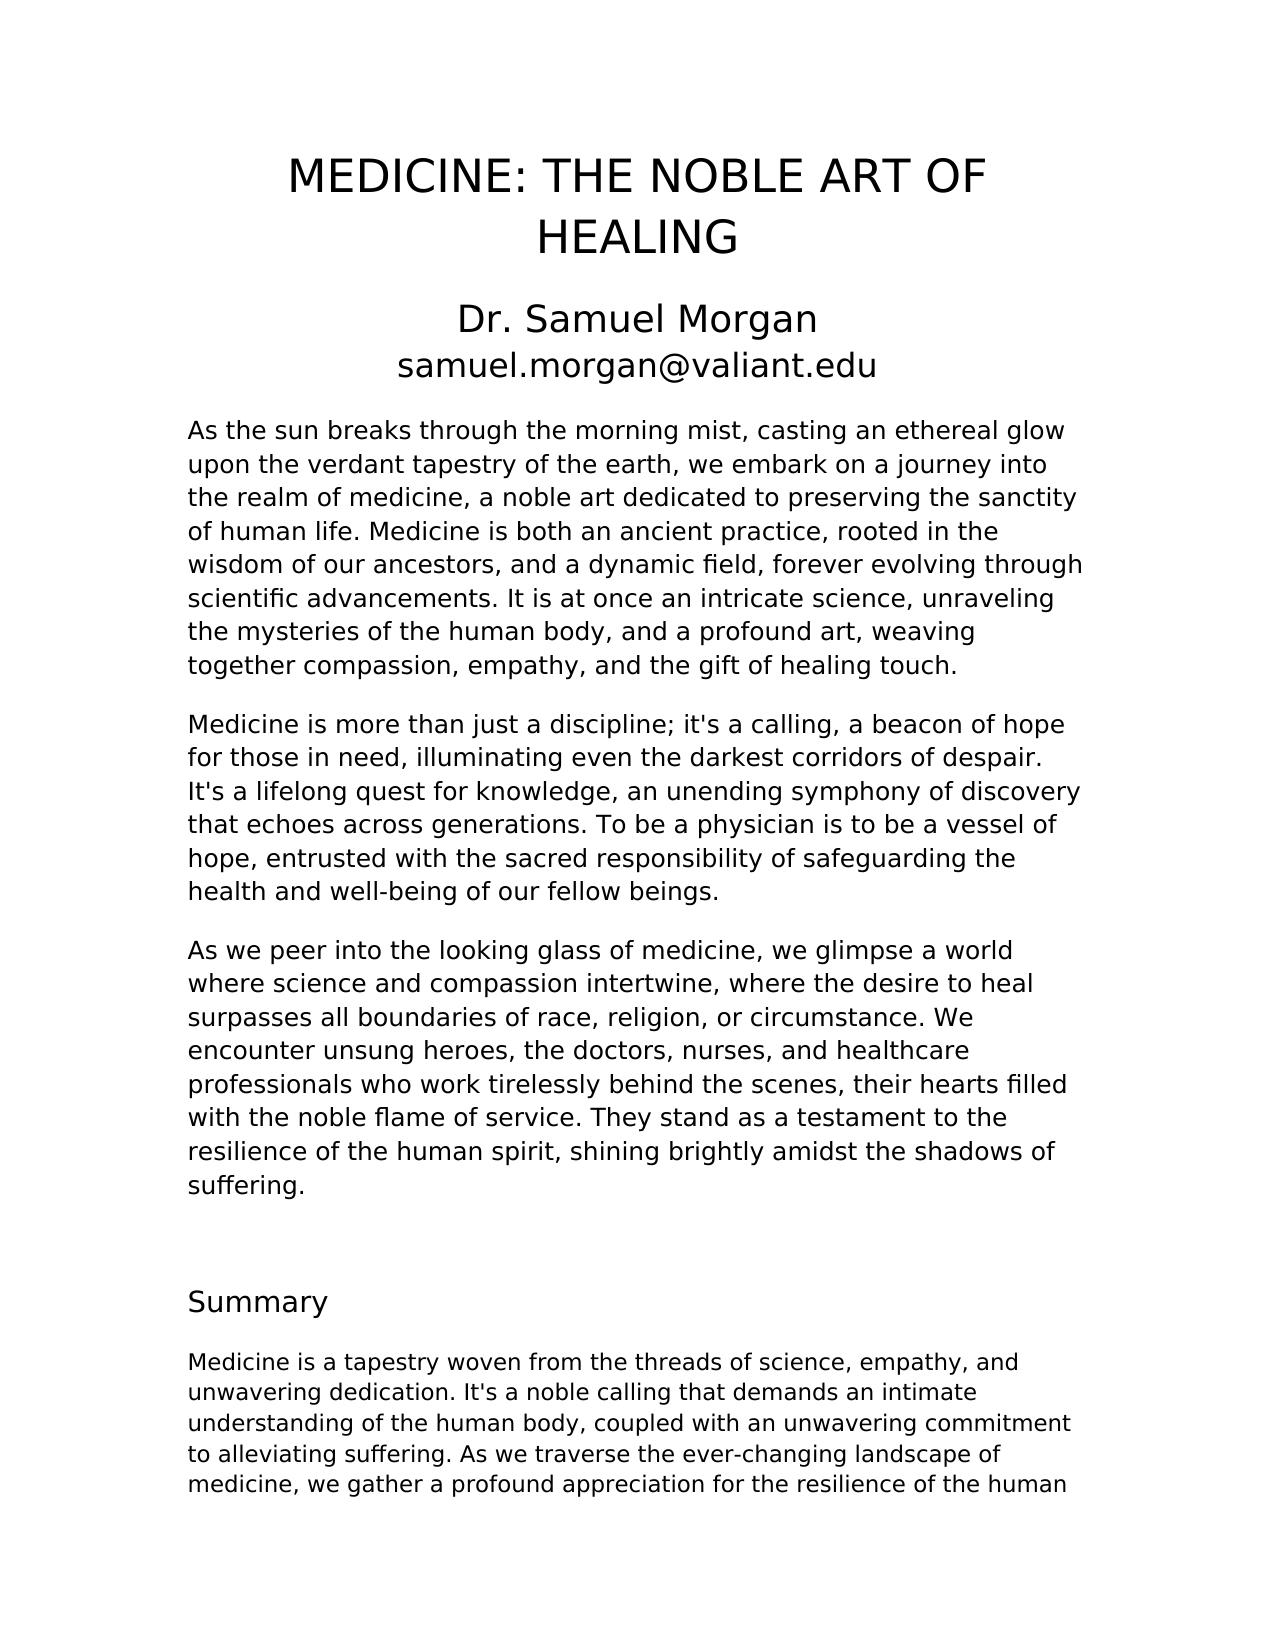 MEDICINE: THE NOBLE ART OF
HEALING
Dr. Samuel Morgan
samuel.morgan@valiant.edu
As the sun breaks through the morning mist, casting an ethereal glow
upon the verdant tapestry of the earth, we embark on a journey into
the realm of medicine, a noble art dedicated to preserving the sanctity
of human life. Medicine is both an ancient practice, rooted in the
wisdom of our ancestors, and a dynamic field, forever evolving through
scientific advancements. It is at once an intricate science, unraveling
the mysteries of the human body, and a profound art, weaving
together compassion, empathy, and the gift of healing touch.
Medicine is more than just a discipline; it's a calling, a beacon of hope
for those in need, illuminating even the darkest corridors of despair.
It's a lifelong quest for knowledge, an unending symphony of discovery
that echoes across generations. To be a physician is to be a vessel of
hope, entrusted with the sacred responsibility of safeguarding the
health and well-being of our fellow beings.
As we peer into the looking glass of medicine, we glimpse a world
where science and compassion intertwine, where the desire to heal
surpasses all boundaries of race, religion, or circumstance. We
encounter unsung heroes, the doctors, nurses, and healthcare
professionals who work tirelessly behind the scenes, their hearts filled
with the noble flame of service. They stand as a testament to the
resilience of the human spirit, shining brightly amidst the shadows of
suffering.
Summary
Medicine is a tapestry woven from the threads of science, empathy, and
unwavering dedication. It's a noble calling that demands an intimate
understanding of the human body, coupled with an unwavering commitment
to alleviating suffering. As we traverse the ever-changing landscape of
medicine, we gather a profound appreciation for the resilience of the human